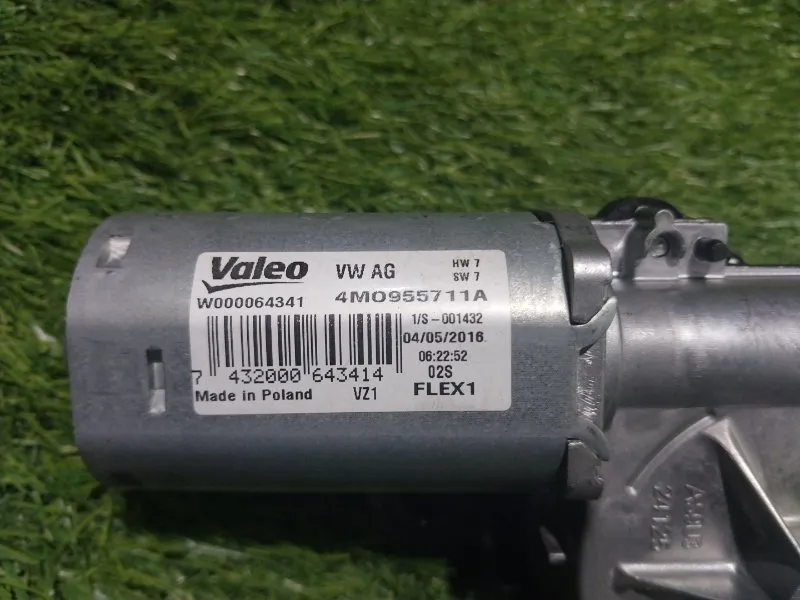 Valeo VW AG HW 7
SW 7
W000064341 4M0955711A
1/S-001432
04/05/2016
06:22:52
7 432000 643414 02S
Made in Poland VZ1 FLEX1